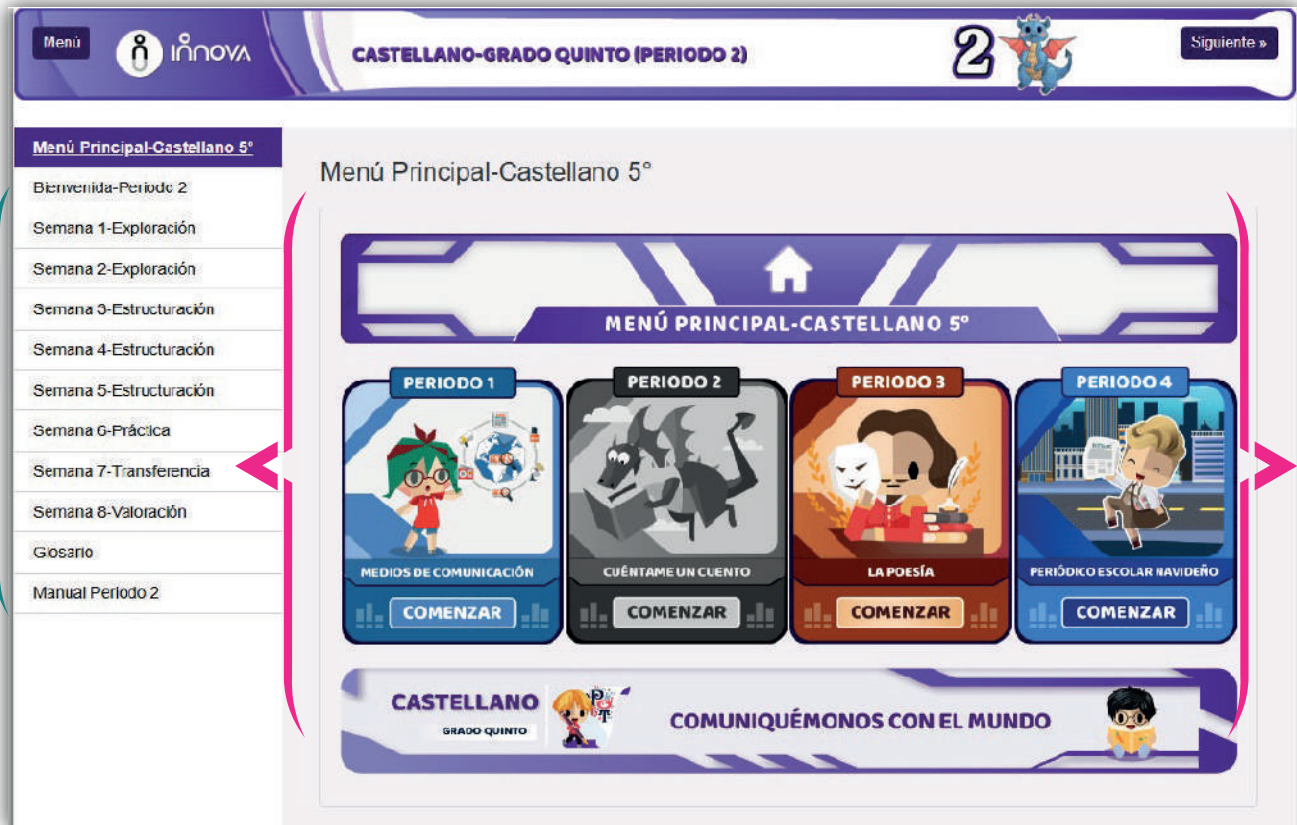 Menú
innova
CASTELLANO-GRADO QUINTO (PERIODO 2)
2
Siguiente »
Menú Principal-Castellano 5°
Bienvenida-Periodo 2
Semana 1-Exploración
Semana 2-Exploración
Semana 3-Estructuración
Semana 4-Estructuración
Semana 5-Estructuración
Semana 6-Práctica
Semana 7-Transferencia
Semana 8-Valoración
Glosario
Manual Periodo 2
Menú Principal-Castellano 5°
MENÚ PRINCIPAL-CASTELLANO 5°
PERIODO 1
MEDIOS DE COMUNICACIÓN
COMENZAR
PERIODO 2
CUÉNTAME UN CUENTO
COMENZAR
PERIODO 3
LA POESÍA
COMENZAR
PERIODO 4
PERIÓDICO ESCOLAR NAVIDEÑO
COMENZAR
CASTELLANO
GRADO QUINTO
COMUNIQUÉMONOS CON EL MUNDO